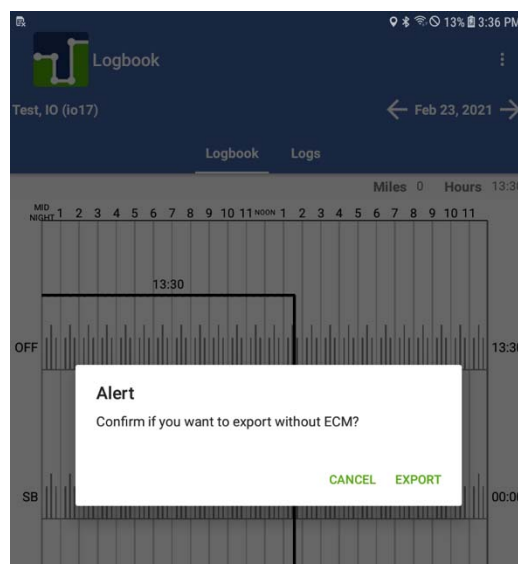 13% 3:36 PM
Logbook
Test, IO (io17)
Feb 23, 2021
Logbook Logs
Miles 0 Hours 13:30
MID NIGHT 1 2 3 4 5 6 7 8 9 10 11 NOON 1 2 3 4 5 6 7 8 9 10 11
13:30
OFF 13:30
Alert
Confirm if you want to export without ECM?
CANCEL EXPORT
SB 00:00